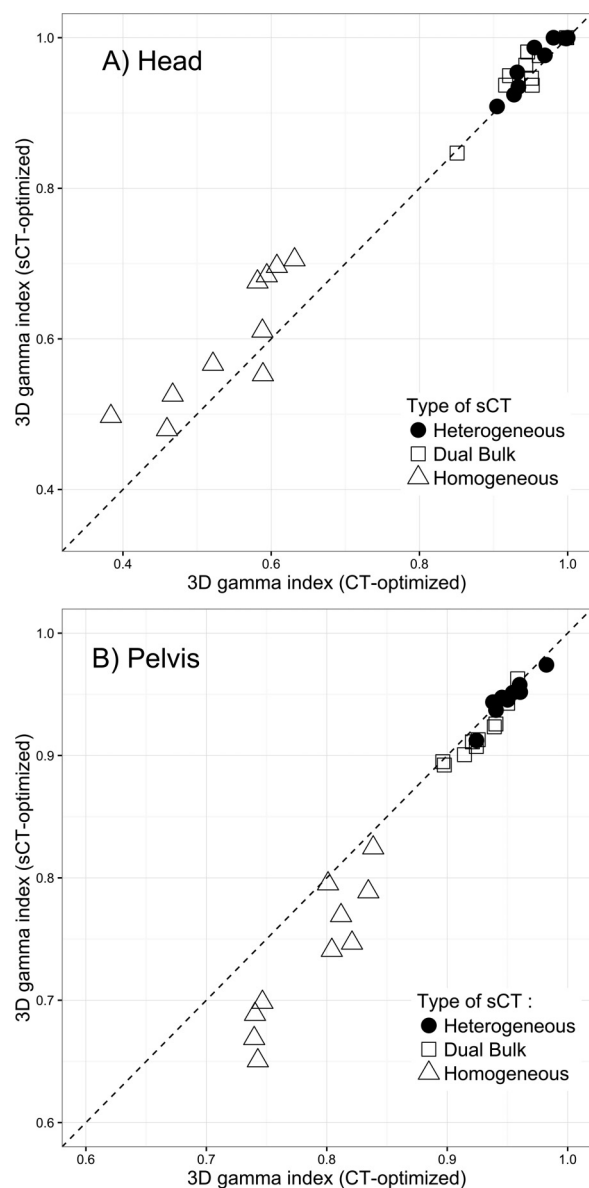 A) Head
1.0
0.8
0.6
0.4
3D gamma index (sCT-optimized)
Type of sCT
Heterogeneous
Dual Bulk
Homogeneous
0.4 0.6 0.8 1.0
3D gamma index (CT-optimized)
B) Pelvis
1.0
0.9
0.8
0.7
0.6
3D gamma index (sCT-optimized)
Type of sCT :
Heterogeneous
Dual Bulk
Homogeneous
0.6 0.7 0.8 0.9 1.0
3D gamma index (CT-optimized)